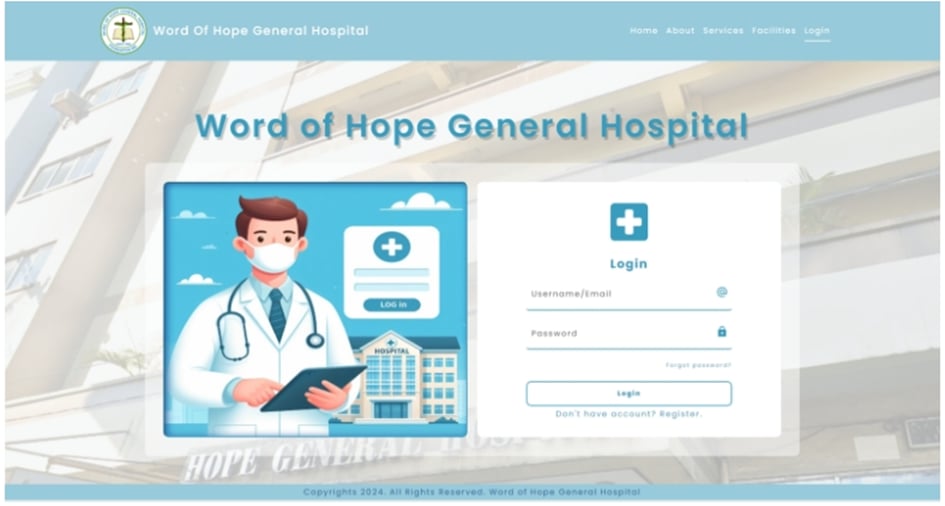 Word Of Hope General Hospital
Home About Services Facilities Login
Word of Hope General Hospital
LOG in
HOSPITAL
Login
Username/Email
Password
Forgot password?
Login
Don't have account? Register.
HOPE GENERAL HOSPITAL
Copyrights 2024. All Rights Reserved. Word of Hope General Hospital